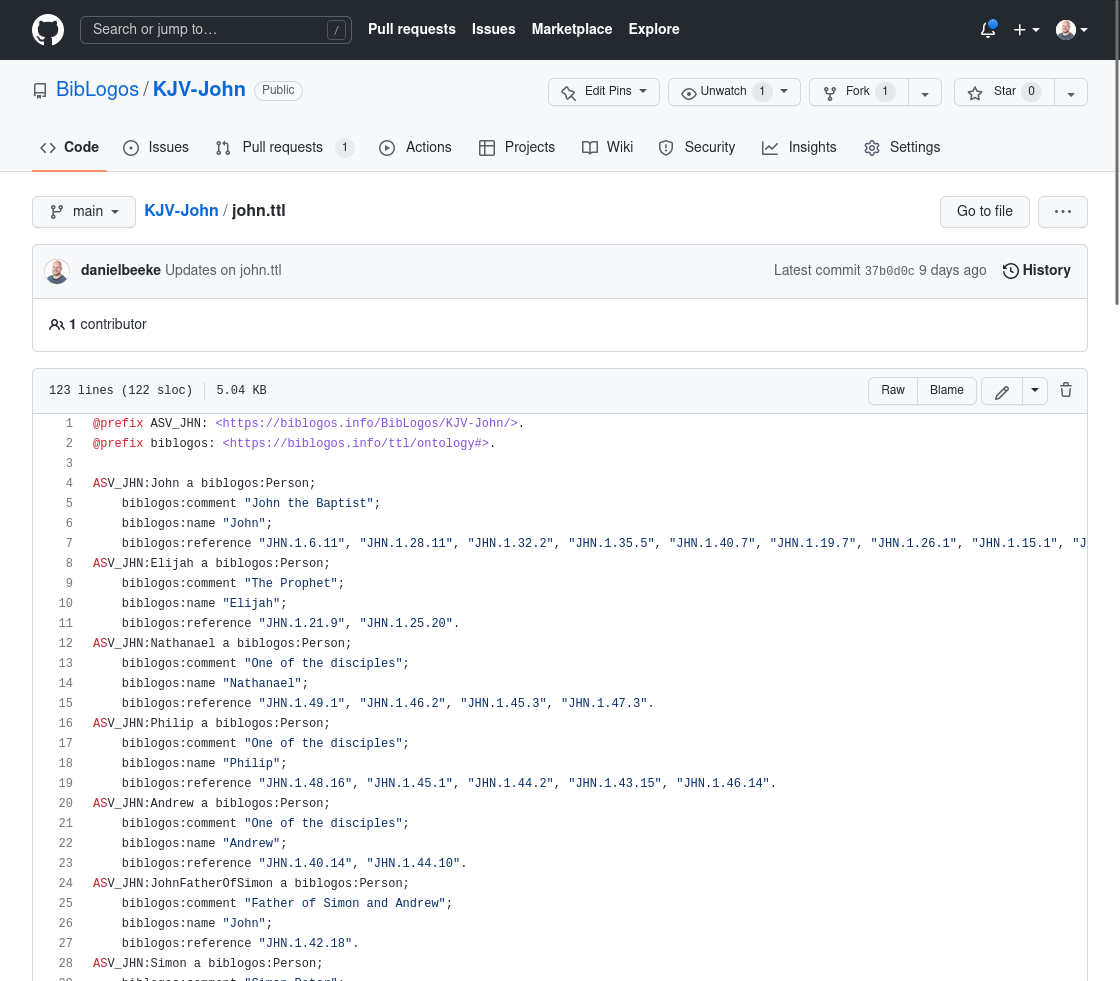 Search or jump to… / Pull requests Issues Marketplace Explore
BibLogos / KJV-John Public Edit Pins Unwatch 1 Fork 1 Star 0
Code Issues Pull requests 1 Actions Projects Wiki Security Insights Settings
main KJV-John / john.ttl Go to file ...
danielbeeke Updates on john.ttl Latest commit 37b0d0c 9 days ago History
1 contributor
123 lines (122 sloc) 5.04 KB Raw Blame
1 @prefix ASV_JHN: <https://biblogos.info/BibLogos/KJV-John/>.
2 @prefix biblogos: <https://biblogos.info/ttl/ontology#>.
3
4 ASV_JHN:John a biblogos:Person;
5 biblogos:comment "John the Baptist";
6 biblogos:name "John";
7 biblogos:reference "JHN.1.6.11", "JHN.1.28.11", "JHN.1.32.2", "JHN.1.35.5", "JHN.1.40.7", "JHN.1.19.7", "JHN.1.26.1", "JHN.1.15.1", "J
8 ASV_JHN:Elijah a biblogos:Person;
9 biblogos:comment "The Prophet";
10 biblogos:name "Elijah";
11 biblogos:reference "JHN.1.21.9", "JHN.1.25.20".
12 ASV_JHN:Nathanael a biblogos:Person;
13 biblogos:comment "One of the disciples";
14 biblogos:name "Nathanael";
15 biblogos:reference "JHN.1.49.1", "JHN.1.46.2", "JHN.1.45.3", "JHN.1.47.3".
16 ASV_JHN:Philip a biblogos:Person;
17 biblogos:comment "One of the disciples";
18 biblogos:name "Philip";
19 biblogos:reference "JHN.1.48.16", "JHN.1.45.1", "JHN.1.44.2", "JHN.1.43.15", "JHN.1.46.14".
20 ASV_JHN:Andrew a biblogos:Person;
21 biblogos:comment "One of the disciples";
22 biblogos:name "Andrew";
23 biblogos:reference "JHN.1.40.14", "JHN.1.44.10".
24 ASV_JHN:JohnFatherOfSimon a biblogos:Person;
25 biblogos:comment "Father of Simon and Andrew";
26 biblogos:name "John";
27 biblogos:reference "JHN.1.42.18".
28 ASV_JHN:Simon a biblogos:Person;
29 biblogos:comment "Simon Peter";